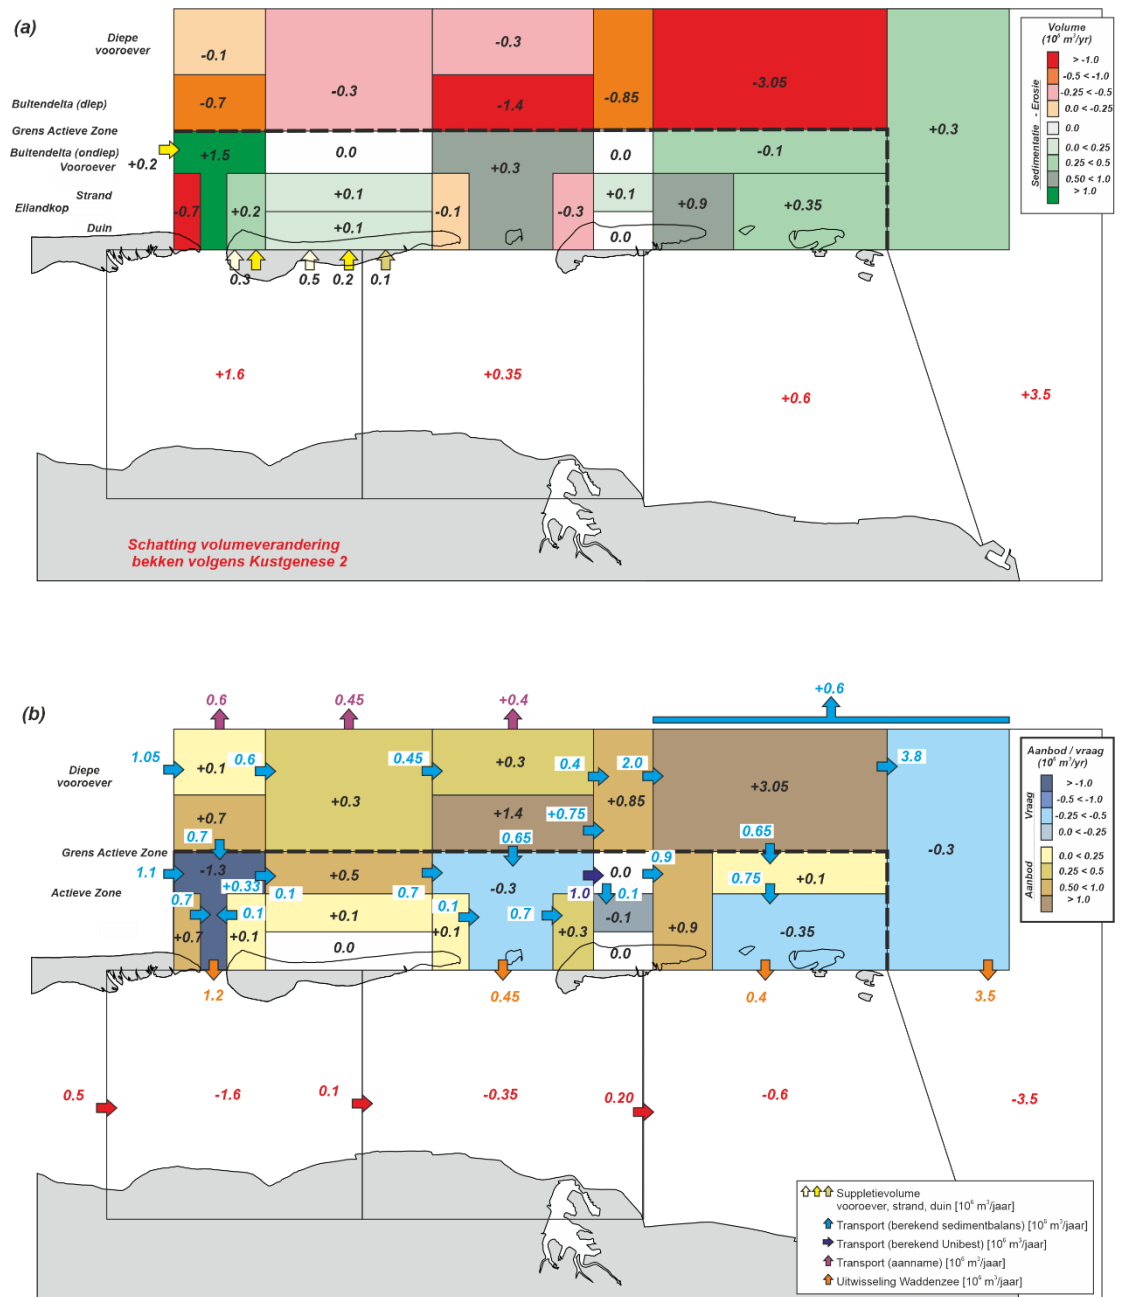 (a)
Diepe
vooroever
-0.1
-0.3
-0.3
-0.85
-3.05
+0.3
Buitendelta (diep)
-0.7
-1.4
Grens Actieve Zone
Buitendelta (ondiep)
Vooroever
+0.2
+1.5
0.0
+0.3
0.0
-0.1
Strand
Eilandkop
Duin
-0.7
+0.2
+0.1
+0.1
-0.1
-0.3
+0.1
0.0
+0.9
+0.35
0.3
0.5
0.2
0.1
+1.6
+0.35
+0.6
+3.5
Schatting volumeverandering
bekken volgens Kustgenese 2
Volume
(10⁶ m³/yr)
> -1.0
-0.5 < -1.0
-0.25 < -0.5
0.0 < -0.25
0.0
0.0 < 0.25
0.25 < 0.5
0.50 < 1.0
> 1.0
Sedimentatie - Erosie
(b)
0.6
0.45
+0.4
+0.6
Diepe
vooroever
1.05
+0.1
0.6
+0.3
0.45
+0.3
0.4
2.0
+0.85
+3.05
3.8
-0.3
+0.7
0.7
+1.4
+0.75
0.65
0.65
Grens Actieve Zone
Actieve Zone
1.1
-1.3
+0.33
0.1
+0.5
0.7
-0.3
1.0
0.0
0.1
0.9
0.75
+0.1
0.7
+0.7
0.1
+0.1
+0.1
0.0
0.1
+0.1
0.7
+0.3
-0.1
0.0
+0.9
-0.35
1.2
0.45
0.4
3.5
0.5
-1.6
0.1
-0.35
0.20
-0.6
-3.5
Aanbod / vraag
(10⁶ m³/yr)
> -1.0
-0.5 < -1.0
-0.25 < -0.5
0.0 < -0.25
0.0 < 0.25
0.25 < 0.5
0.50 < 1.0
> 1.0
Vraag
Aanbod
Suppletievolume
vooroever, strand, duin [10⁶ m³/jaar]
Transport (berekend sedimentbalans) [10⁶ m³/jaar]
Transport (berekend Unibest) [10⁶ m³/jaar]
Transport (aanname) [10⁶ m³/jaar]
Uitwisseling Waddenzee [10⁶ m³/jaar]